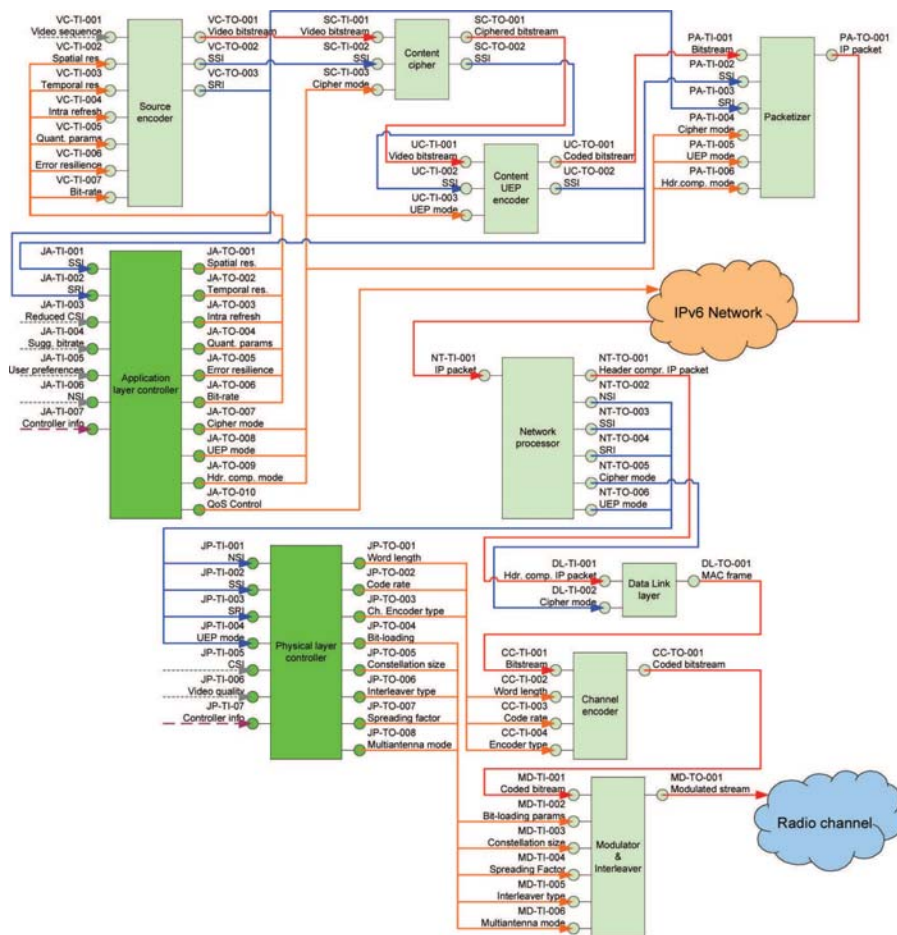 VC-TI-001
Video sequence
VC-TI-002
Spatial res.
VC-TI-003
Temporal res.
VC-TI-004
Intra refresh
VC-TI-005
Quant. params
VC-TI-006
Error resilience
VC-TI-007
Bit-rate
Source
encoder
VC-TO-001
Video bitstream
VC-TO-002
SSI
VC-TO-003
SRI
SC-TI-001
Video bitstream
SC-TI-002
SSI
SC-TI-003
Cipher mode
Content
cipher
SC-TO-001
Ciphered bitstream
SC-TO-002
SSI
UC-TI-001
Video bitstream
UC-TI-002
SSI
UC-TI-003
UEP mode
Content
UEP
encoder
UC-TO-001
Coded bitstream
UC-TO-002
SSI
PA-TI-001
Bitstream
PA-TI-002
SSI
PA-TI-003
SRI
PA-TI-004
Cipher mode
PA-TI-005
UEP mode
PA-TI-006
Hdr.comp. mode
Packetizer
PA-TO-001
IP packet
JA-TI-001
SSI
JA-TI-002
SRI
JA-TI-003
Reduced CSI
JA-TI-004
Sugg. bitrate
JA-TI-005
User preferences
JA-TI-006
NSI
JA-TI-007
Controller info
Application
layer controller
JA-TO-001
Spatial res.
JA-TO-002
Temporal res.
JA-TO-003
Intra refresh
JA-TO-004
Quant. params
JA-TO-005
Error resilience
JA-TO-006
Bit-rate
JA-TO-007
Cipher mode
JA-TO-008
UEP mode
JA-TO-009
Hdr. comp. mode
JA-TO-010
QoS Control
IPv6 Network
NT-TI-001
IP packet
Network
processor
NT-TO-001
Header compr. IP packet
NT-TO-002
NSI
NT-TO-003
SSI
NT-TO-004
SRI
NT-TO-005
Cipher mode
NT-TO-006
UEP mode
JP-TI-001
NSI
JP-TI-002
SSI
JP-TI-003
SRI
JP-TI-004
UEP mode
JP-TI-005
CSI
JP-TI-006
Video quality
JP-TI-07
Controller info
Physical layer
controller
JP-TO-001
Word length
JP-TO-002
Code rate
JP-TO-003
Ch. Encoder type
JP-TO-004
Bit-loading
JP-TO-005
Constellation size
JP-TO-006
Interleaver type
JP-TO-007
Spreading factor
JP-TO-008
Multiantenna mode
DL-TI-001
Hdr. comp. IP packet
DL-TI-002
Cipher mode
Data Link
layer
DL-TO-001
MAC frame
CC-TI-001
Bitstream
CC-TI-002
Word length
CC-TI-003
Code rate
CC-TI-004
Encoder type
Channel
encoder
CC-TO-001
Coded bitstream
MD-TI-001
Coded bitream
MD-TI-002
Bit-loading params
MD-TI-003
Constellation size
MD-TI-004
Spreading Factor
MD-TI-005
Interleaver type
MD-TI-006
Multiantenna mode
Modulator
&
Interleaver
MD-TO-001
Modulated stream
Radio channel